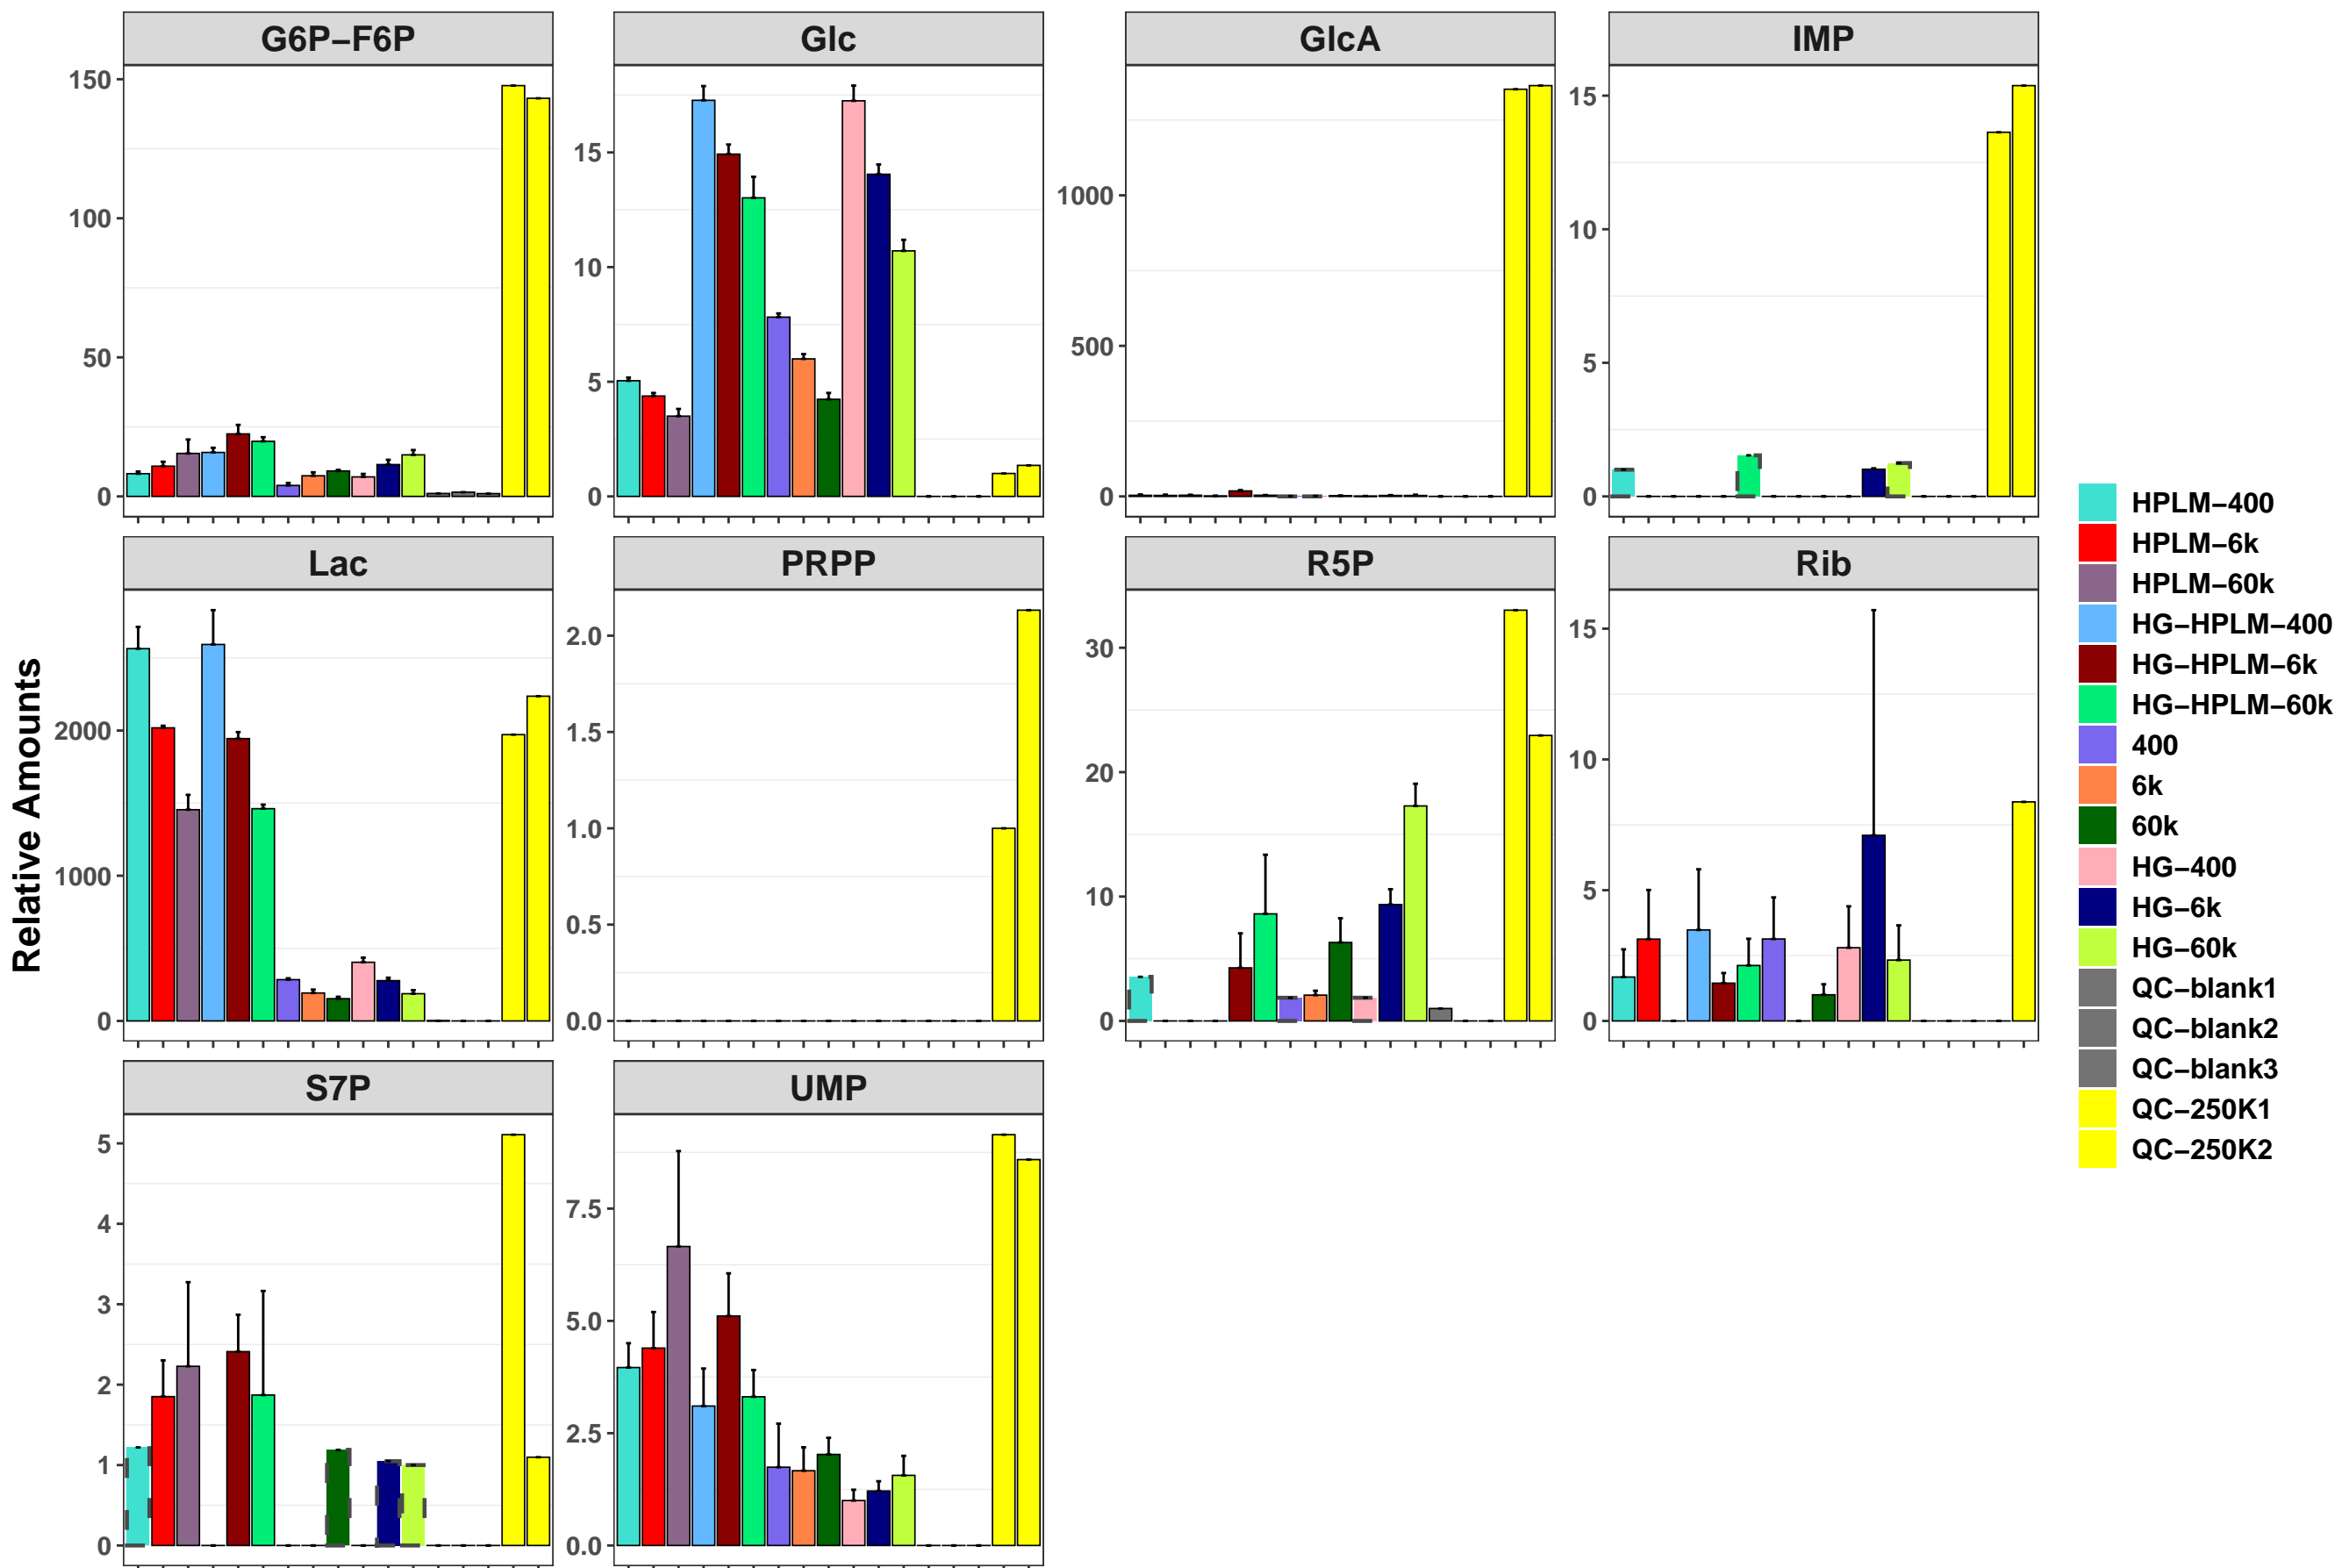 G6P–F6P
Glc
GlcA
IMP
150
100
50
0
15
10
5
0
1000
500
0
15
10
5
0
Lac
PRPP
R5P
Rib
2000
1000
0
2.0
1.5
1.0
0.5
0.0
30
20
10
0
15
10
5
0
S7P
UMP
5
4
3
2
1
0
7.5
5.0
2.5
0.0
Relative Amounts
HPLM–400
HPLM–6k
HPLM–60k
HG–HPLM–400
HG–HPLM–6k
HG–HPLM–60k
400
6k
60k
HG–400
HG–6k
HG–60k
QC–blank1
QC–blank2
QC–blank3
QC–250K1
QC–250K2